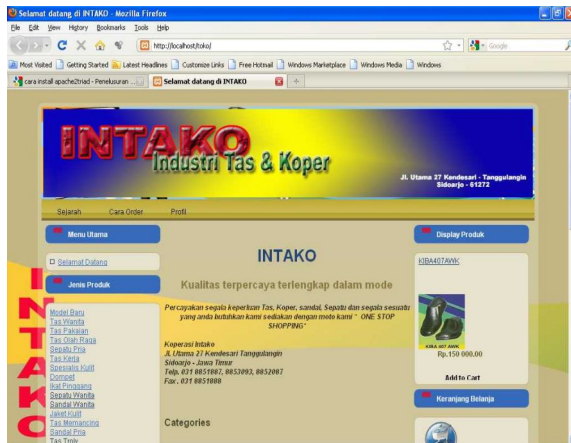 Selamat datang di INTAKO - Mozilla Firefox
File Edit View History Bookmarks Tools Help
http://localhost/toko/
Google
Most Visited Getting Started Latest Headlines Customize Links Free Hotmail Windows Marketplace Windows Media Windows
cara install apache2triad - Penelusuran ...
Selamat datang di INTAKO
INTAKO
Industri Tas & Koper
Jl. Utama 27 Kendesari - Tanggulangin
Sidoarjo - 61272
Sejarah Cara Order Profil
Menu Utama
Selamat Datang
Jenis Produk
Model Baru
Tas Wanita
Tas Pakaian
Tas Olah Raga
Sepatu Pria
Tas Kerja
Spesialis Kulit
Dompet
Ikat Pinggang
Sepatu Wanita
Sandal Wanita
Jaket Kulit
Tas Memancing
Sandal Pria
Tas Troly
INTAKO
INTAKO
Kualitas terpercaya terlengkap dalam mode
Percayakan segala keperluan Tas, Koper, sandal, Sepatu dan segala sesuatu
yang anda butuhkan kami sediakan dengan moto kami " ONE STOP
SHOPPING"
Koperasi Intako
Jl. Utama 27 Kendesari Tanggulangin
Sidoarjo - Jawa Timur
Telp. 031 8851087, 8852093, 8852087
Fax. 031 8851080
Categories
Display Produk
KIBA407AWK
KIBA 407 AWK
Rp.150 000.00
Add to Cart
Keranjang Belanja